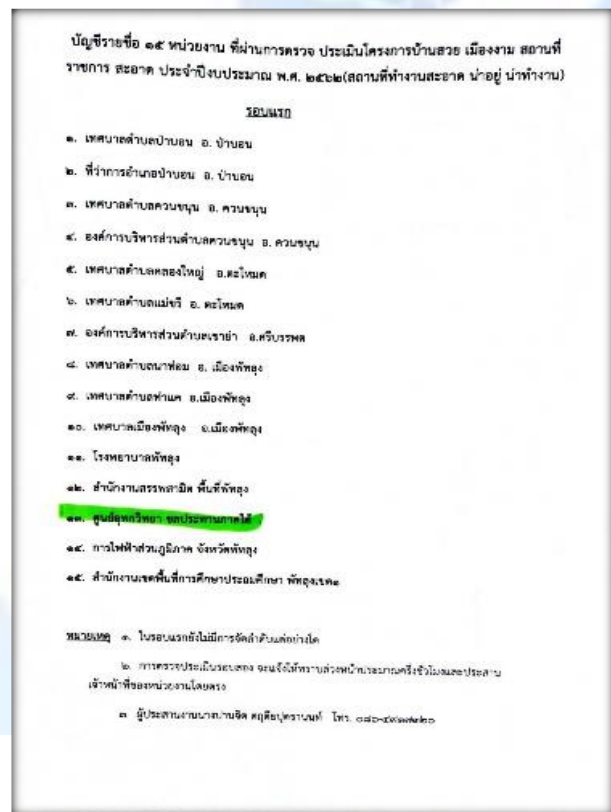 บัญชีรายชื่อ ๑๕ หน่วยงาน ที่ผ่านการตรวจ ประเมินโครงการบ้านสวย เมืองงาม สถานที่
ราชการ สะอาด ประจำปีงบประมาณ พ.ศ. ๒๕๖๒(สถานที่ทำงานสะอาด น่าอยู่ น่าทำงาน)
รอบแรก
๑. เทศบาลตำบลป่าบอน อ. ป่าบอน
๒. ที่ว่าการอำเภอป่าบอน อ. ป่าบอน
๓. เทศบาลตำบลควนขนุน อ. ควนขนุน
๔. องค์การบริหารส่วนตำบลควนขนุน อ. ควนขนุน
๕. เทศบาลตำบลคลองใหญ่ อ.ตะโหมด
๖. เทศบาลตำบลแม่ขรี อ. ตะโหมด
๗. องค์การบริหารส่วนตำบลเขาย่า อ.ศรีบรรพต
๘. เทศบาลตำบลนาท่อม อ. เมืองพัทลุง
๙. เทศบาลตำบลท่าแค อ.เมืองพัทลุง
๑๐. เทศบาลเมืองพัทลุง อ.เมืองพัทลุง
๑๑. โรงพยาบาลพัทลุง
๑๒. สำนักงานสรรพสามิต พื้นที่พัทลุง
๑๓. ศูนย์อุทกวิทยา ชลประทานภาคใต้
๑๔. การไฟฟ้าส่วนภูมิภาค จังหวัดพัทลุง
๑๕. สำนักงานเขตพื้นที่การศึกษาประถมศึกษา พัทลุงเขต๑
หมายเหตุ ๑. ในรอบแรกยังไม่มีการจัดลำดับแต่อย่างใด
๒. การตรวจประเมินรอบสอง จะแจ้งให้ทราบล่วงหน้าประมาณครึ่งชั่วโมงและประสาน
เจ้าหน้าที่ของหน่วยงานโดยตรง
๓ ผู้ประสานงานนางปานจิต โทร.